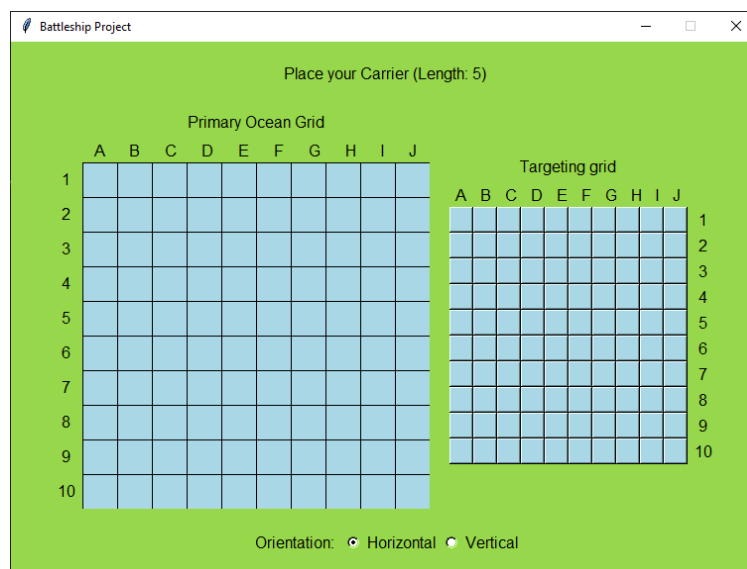 Battleship Project
Place your Carrier (Length: 5)
Primary Ocean Grid
A B C D E F G H I J
1
2
3
4
5
6
7
8
9
10
Targeting grid
A B C D E F G H I J
1
2
3
4
5
6
7
8
9
10
Orientation: Horizontal Vertical